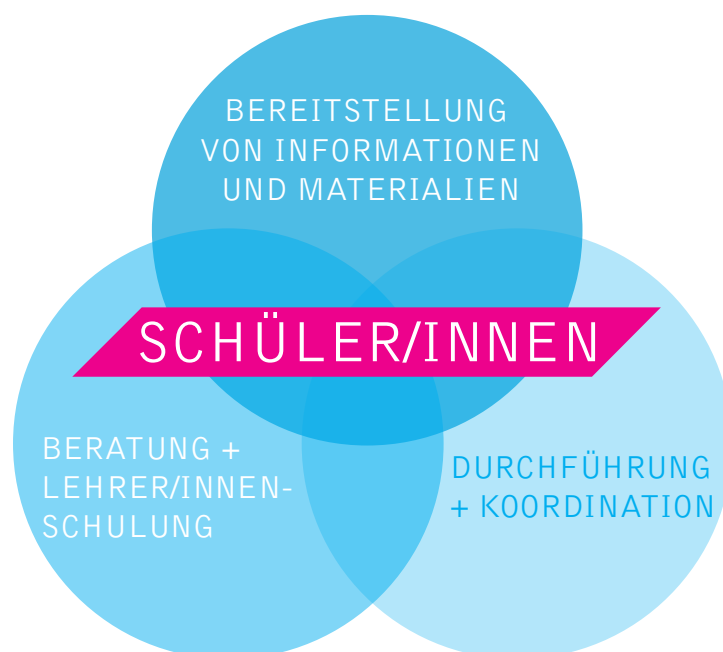 BEREITSTELLUNG
VON INFORMATIONEN
UND MATERIALIEN
SCHÜLER/INNEN
BERATUNG +
LEHRER/INNEN-
SCHULUNG
DURCHFÜHRUNG
+ KOORDINATION